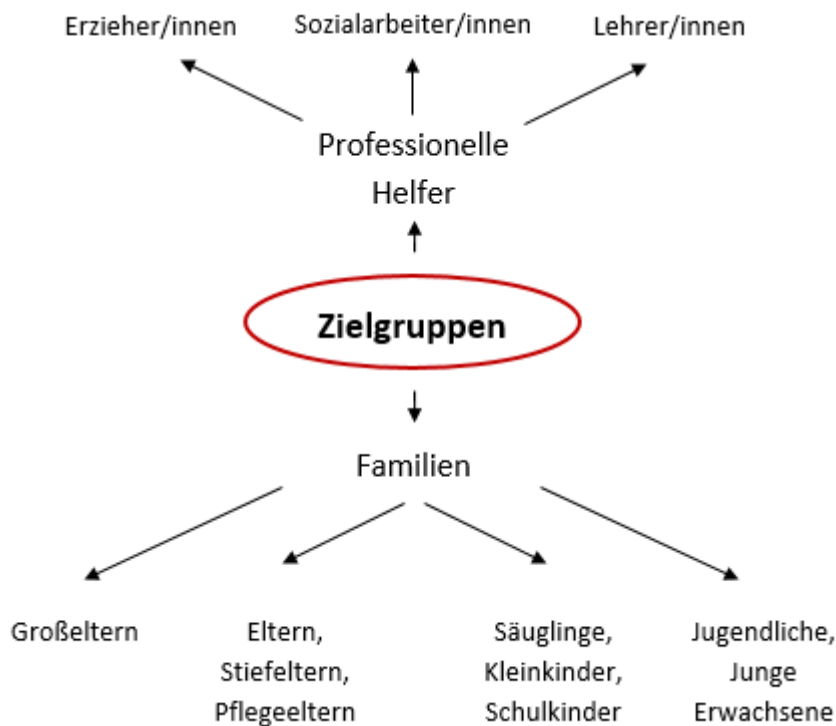 Erzieher/innen Sozialarbeiter/innen Lehrer/innen
Professionelle
Helfer
Zielgruppen
Familien
Großeltern
Eltern,
Stiefeltern,
Pflegeeltern
Säuglinge,
Kleinkinder,
Schulkinder
Jugendliche,
Junge
Erwachsene